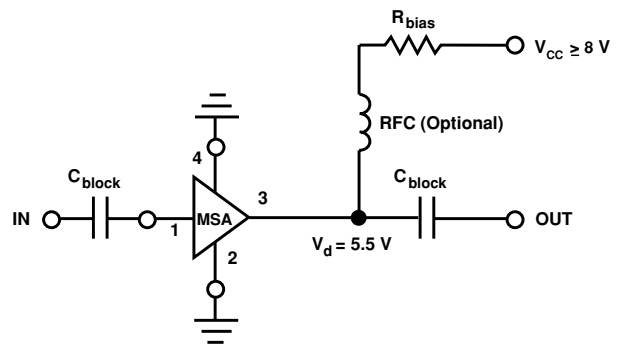 R_bias
V_CC ≥ 8 V
RFC (Optional)
4
C_block
3
C_block
IN
1
MSA
OUT
2
V_d = 5.5 V